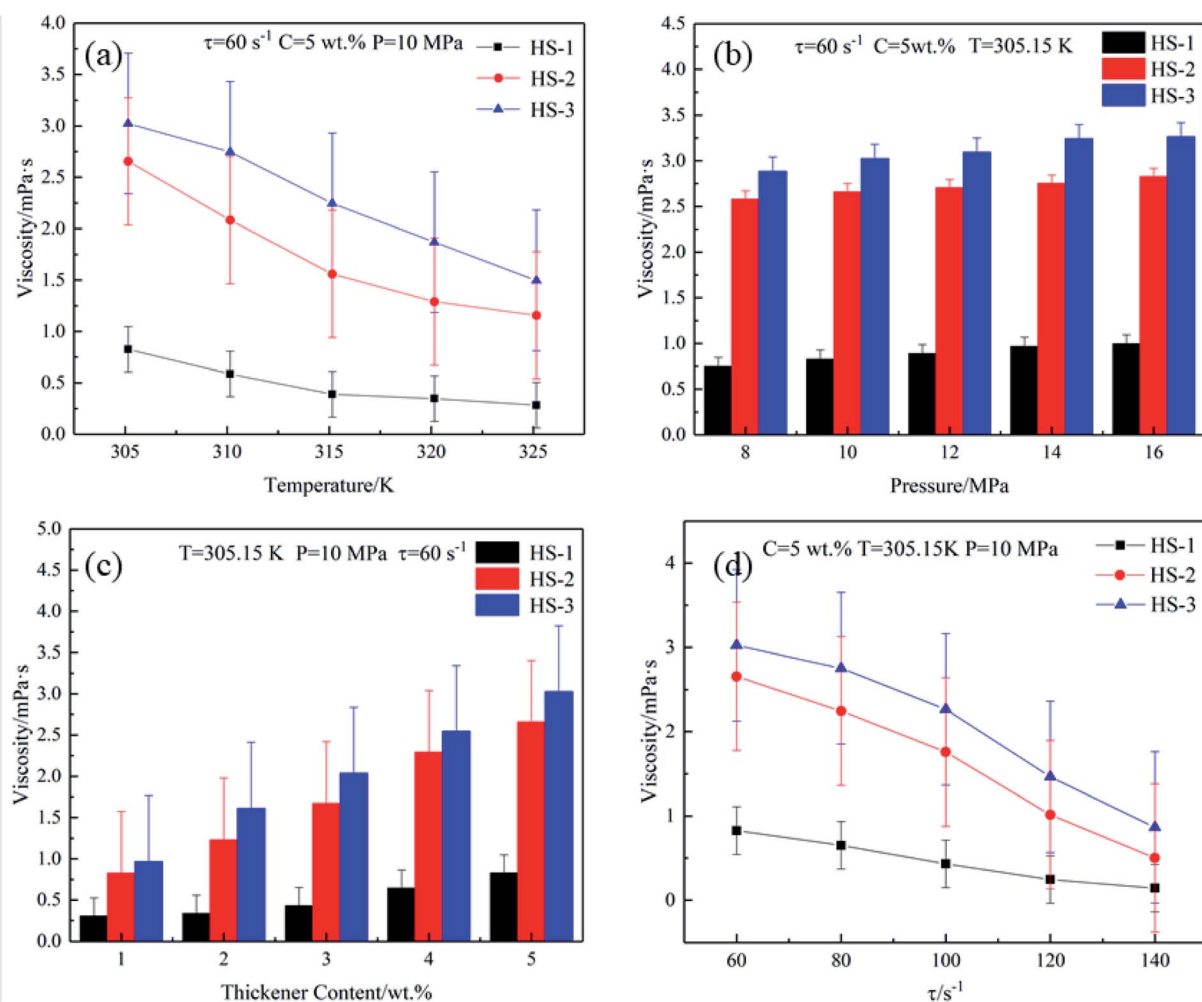 (a)
τ=60 s⁻¹ C=5 wt.% P=10 MPa
HS-1
HS-2
HS-3
Viscosity/mPa·s
4.0
3.5
3.0
2.5
2.0
1.5
1.0
0.5
0.0
305 310 315 320 325
Temperature/K
(b)
τ=60 s⁻¹ C=5wt.% T=305.15 K
HS-1
HS-2
HS-3
Viscosity/mPa·s
4.5
4.0
3.5
3.0
2.5
2.0
1.5
1.0
0.5
0.0
8 10 12 14 16
Pressure/MPa
(c)
T=305.15 K P=10 MPa τ=60 s⁻¹
HS-1
HS-2
HS-3
Viscosity/mPa·s
5.0
4.5
4.0
3.5
3.0
2.5
2.0
1.5
1.0
0.5
0.0
1 2 3 4 5
Thickener Content/wt.%
(d)
C=5 wt.% T=305.15K P=10 MPa
HS-1
HS-2
HS-3
Viscosity/mPa·s
4
3
2
1
0
60 80 100 120 140
τ/s⁻¹